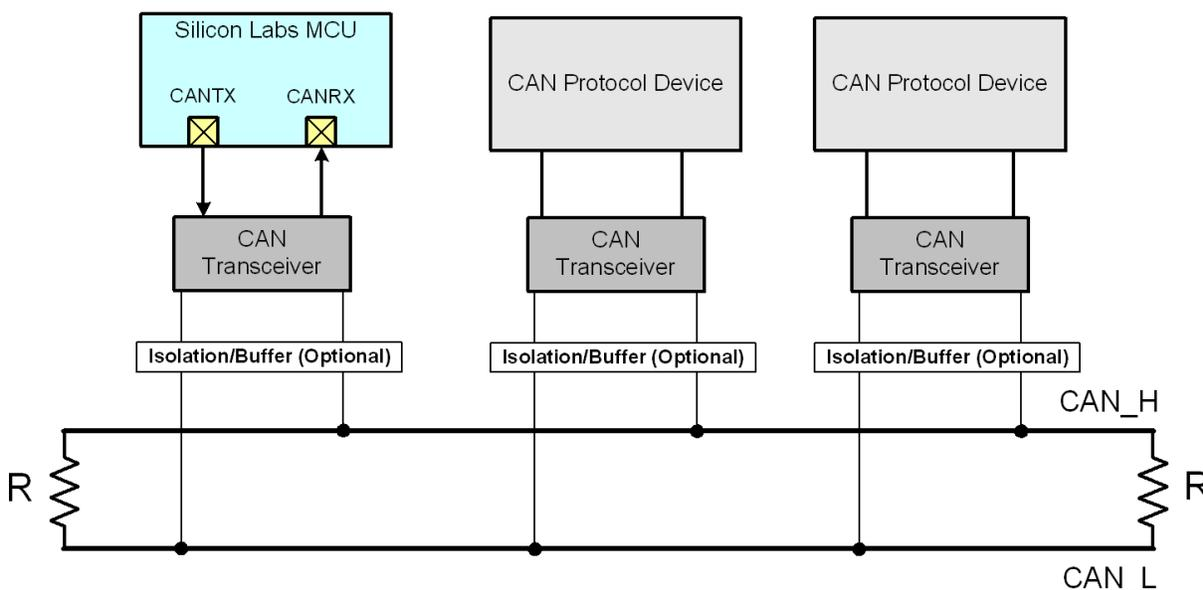 Silicon Labs MCU
CANTX
CANRX
CAN Protocol Device
CAN Protocol Device
CAN
Transceiver
CAN
Transceiver
CAN
Transceiver
Isolation/Buffer (Optional)
Isolation/Buffer (Optional)
Isolation/Buffer (Optional)
CAN_H
R
R
CAN_L